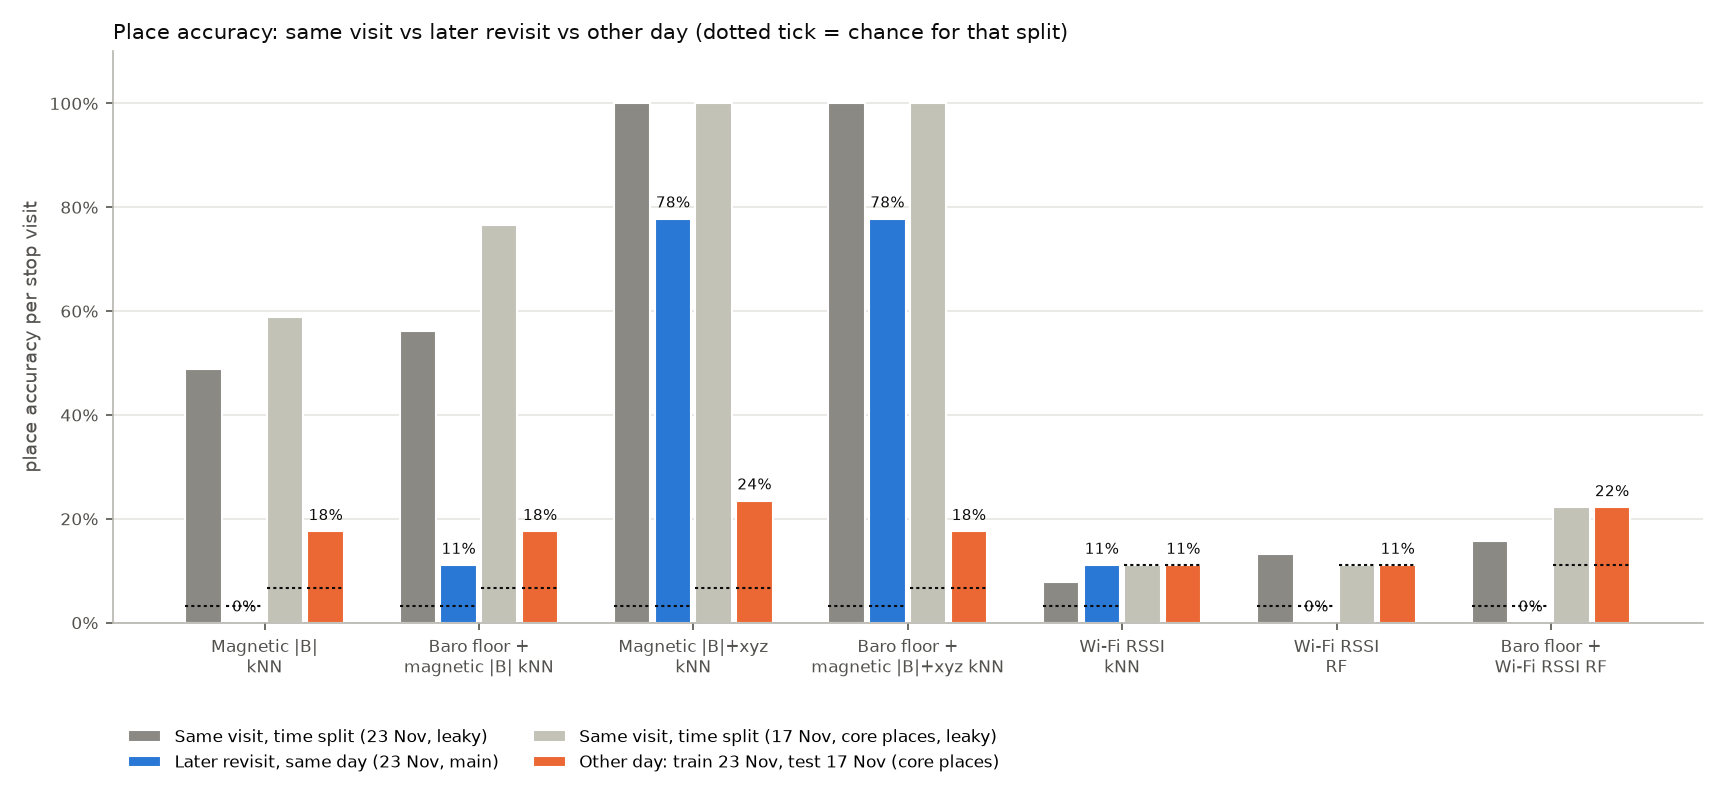 Place accuracy: same visit vs later revisit vs other day (dotted tick = chance for that split)
place accuracy per stop visit
100%
80%
60%
40%
20%
0%
18%
11%
18%
78%
24%
78%
18%
11%
11%
11%
22%
0%
0%
0%
Magnetic |B|
kNN
Baro floor +
magnetic |B| kNN
Magnetic |B|+xyz
kNN
Baro floor +
magnetic |B|+xyz kNN
Wi-Fi RSSI
kNN
Wi-Fi RSSI
RF
Baro floor +
Wi-Fi RSSI RF
Same visit, time split (23 Nov, leaky)
Later revisit, same day (23 Nov, main)
Same visit, time split (17 Nov, core places, leaky)
Other day: train 23 Nov, test 17 Nov (core places)